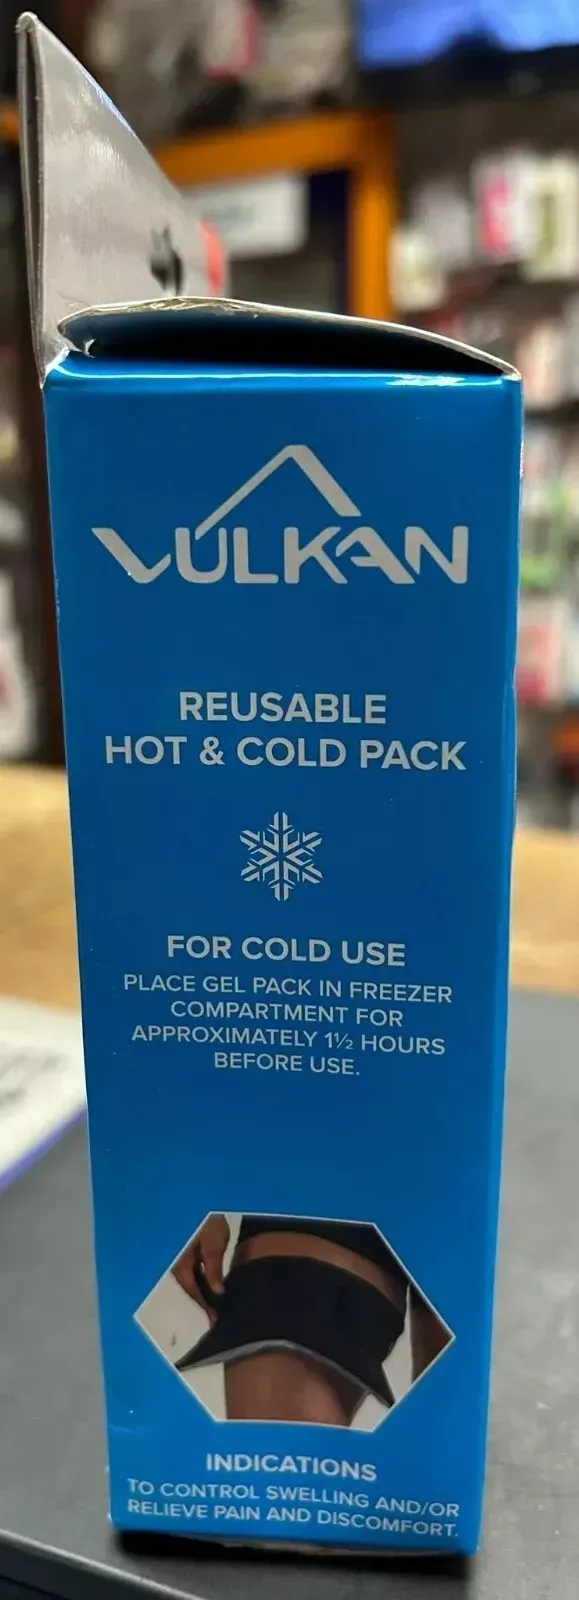 VULKAN
REUSABLE
HOT & COLD PACK
FOR COLD USE
PLACE GEL PACK IN FREEZER
COMPARTMENT FOR
APPROXIMATELY 1½ HOURS
BEFORE USE.
INDICATIONS
TO CONTROL SWELLING AND/OR
RELIEVE PAIN AND DISCOMFORT.